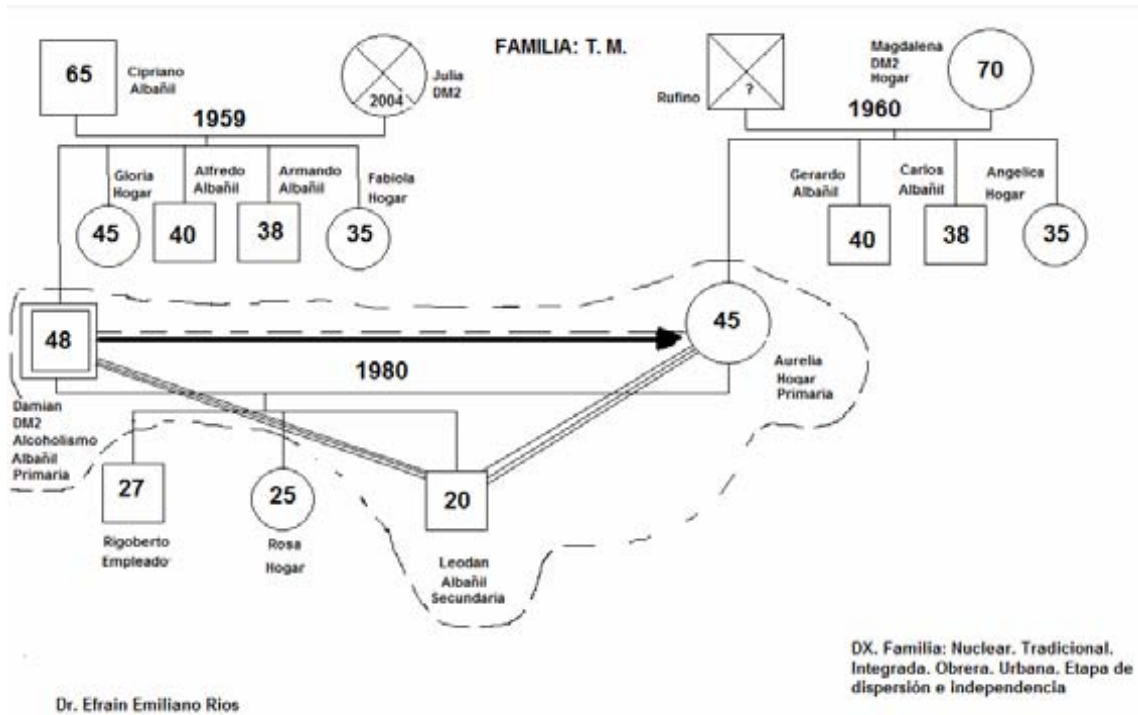 FAMILIA: T. M.
65
Cipriano
Albañil
2004
Julia
DM2
1959
Rufino
?
Magdalena
DM2
Hogar
70
1960
Gloria
Hogar
45
Alfredo
Albañil
40
Armando
Albañil
38
Fabiola
Hogar
35
Gerardo
Albañil
40
Carlos
Albañil
38
Angelica
Hogar
35
48
Damian
DM2
Alcoholismo
Albañil
Primaria
45
Aurelia
Hogar
Primaria
1980
27
Rigoberto
Empleado
25
Rosa
Hogar
20
Leodan
Albañil
Secundaria
DX. Familia: Nuclear. Tradicional.
Integrada. Obrera. Urbana. Etapa de
dispersión e independencia
Dr. Efrain Emiliano Rios